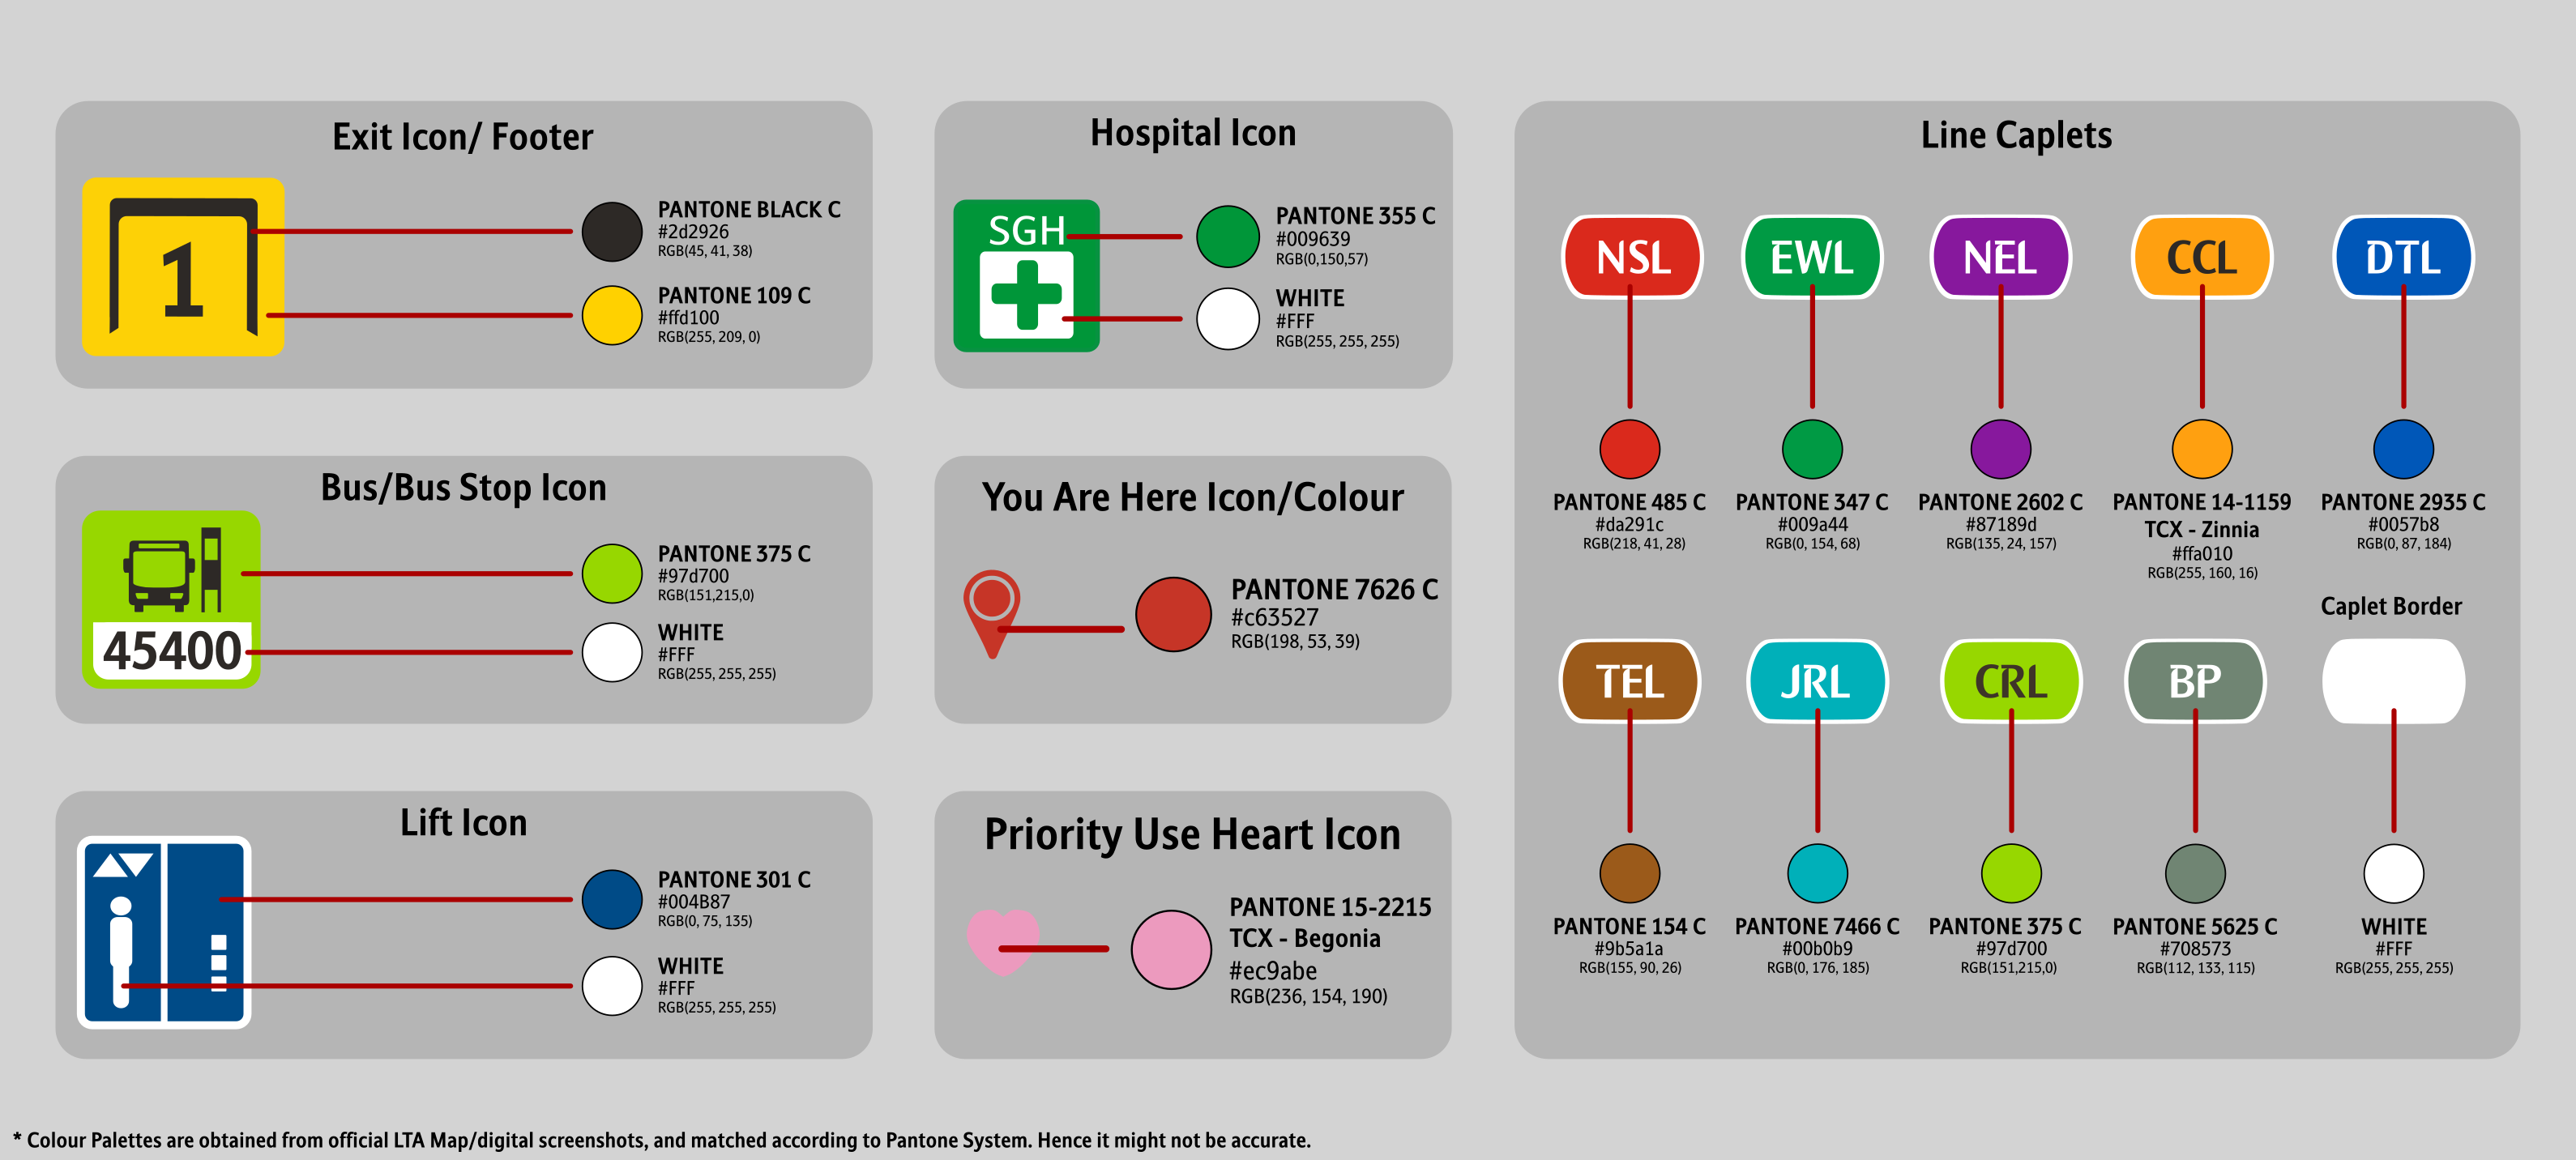 Exit Icon/ Footer
1
PANTONE BLACK C
#2d2926
RGB(45, 41, 38)
PANTONE 109 C
#ffd100
RGB(255, 209, 0)
Bus/Bus Stop Icon
45400
PANTONE 375 C
#97d700
RGB(151,215,0)
WHITE
#FFF
RGB(255, 255, 255)
Lift Icon
PANTONE 301 C
#004B87
RGB(0, 75, 135)
WHITE
#FFF
RGB(255, 255, 255)
Hospital Icon
SGH
PANTONE 355 C
#009639
RGB(0,150,57)
WHITE
#FFF
RGB(255, 255, 255)
You Are Here Icon/Colour
PANTONE 7626 C
#c63527
RGB(198, 53, 39)
Priority Use Heart Icon
PANTONE 15-2215
TCX - Begonia
#ec9abe
RGB(236, 154, 190)
Line Caplets
NSL
PANTONE 485 C
#da291c
RGB(218, 41, 28)
EWL
PANTONE 347 C
#009a44
RGB(0, 154, 68)
NEL
PANTONE 2602 C
#87189d
RGB(135, 24, 157)
CCL
PANTONE 14-1159
TCX - Zinnia
#ffa010
RGB(255, 160, 16)
DTL
PANTONE 2935 C
#0057b8
RGB(0, 87, 184)
TEL
PANTONE 154 C
#9b5a1a
RGB(155, 90, 26)
JRL
PANTONE 7466 C
#00b0b9
RGB(0, 176, 185)
CRL
PANTONE 375 C
#97d700
RGB(151,215,0)
BP
PANTONE 5625 C
#708573
RGB(112, 133, 115)
Caplet Border
WHITE
#FFF
RGB(255, 255, 255)
* Colour Palettes are obtained from official LTA Map/digital screenshots, and matched according to Pantone System. Hence it might not be accurate.